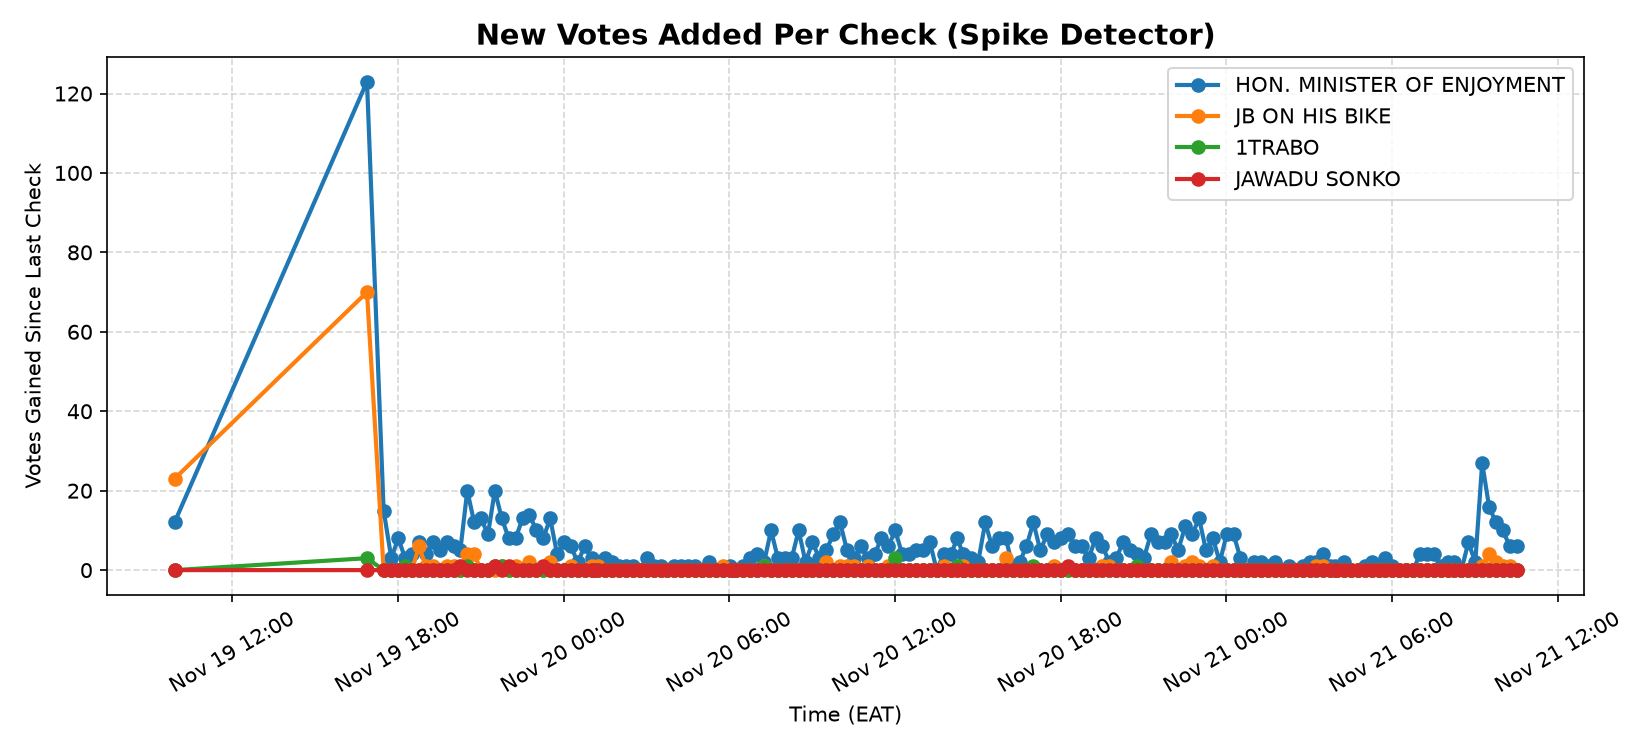 New Votes Added Per Check (Spike Detector)
HON. MINISTER OF ENJOYMENT
JB ON HIS BIKE
1TRABO
JAWADU SONKO
Votes Gained Since Last Check
120
100
80
60
40
20
0
Nov 19 12:00
Nov 19 18:00
Nov 20 00:00
Nov 20 06:00
Nov 20 12:00
Nov 20 18:00
Nov 21 00:00
Nov 21 06:00
Nov 21 12:00
Time (EAT)